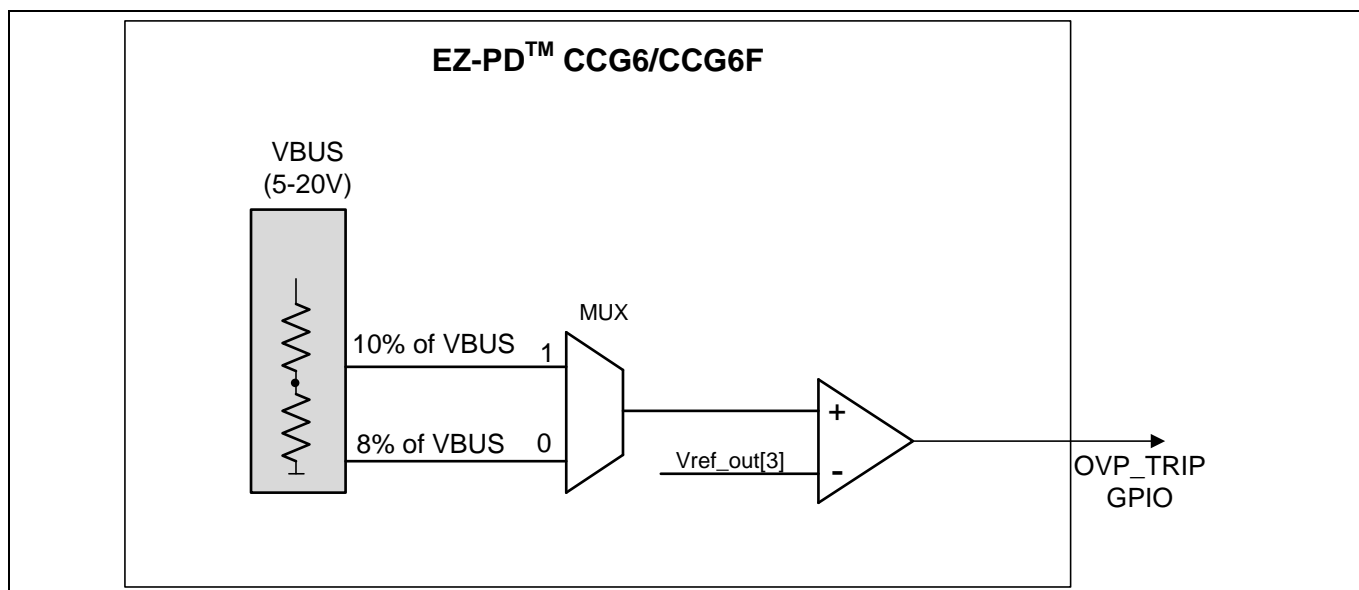 EZ-PD™ CCG6/CCG6F
VBUS
(5-20V)
MUX
10% of VBUS 1
+
8% of VBUS 0
Vref_out[3]
-
OVP_TRIP
GPIO